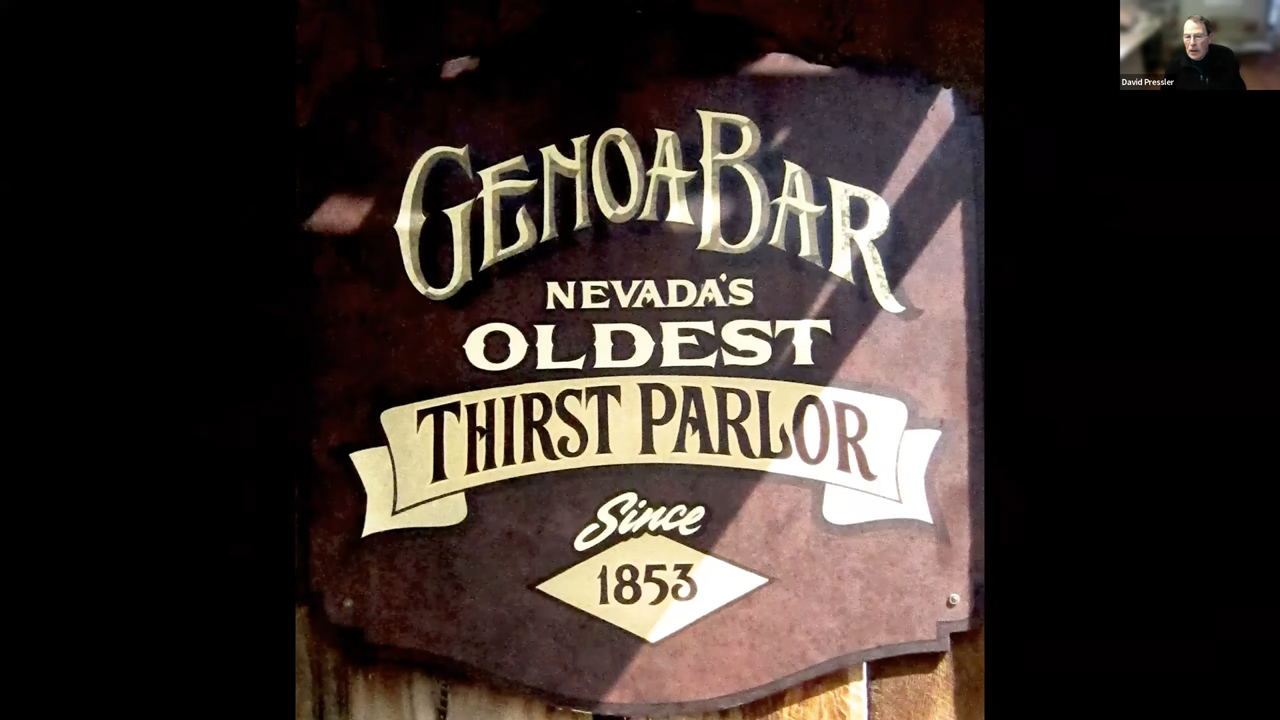 David Pressler
GENOA BAR
NEVADA'S
OLDEST
THIRST PARLOR
Since
1853